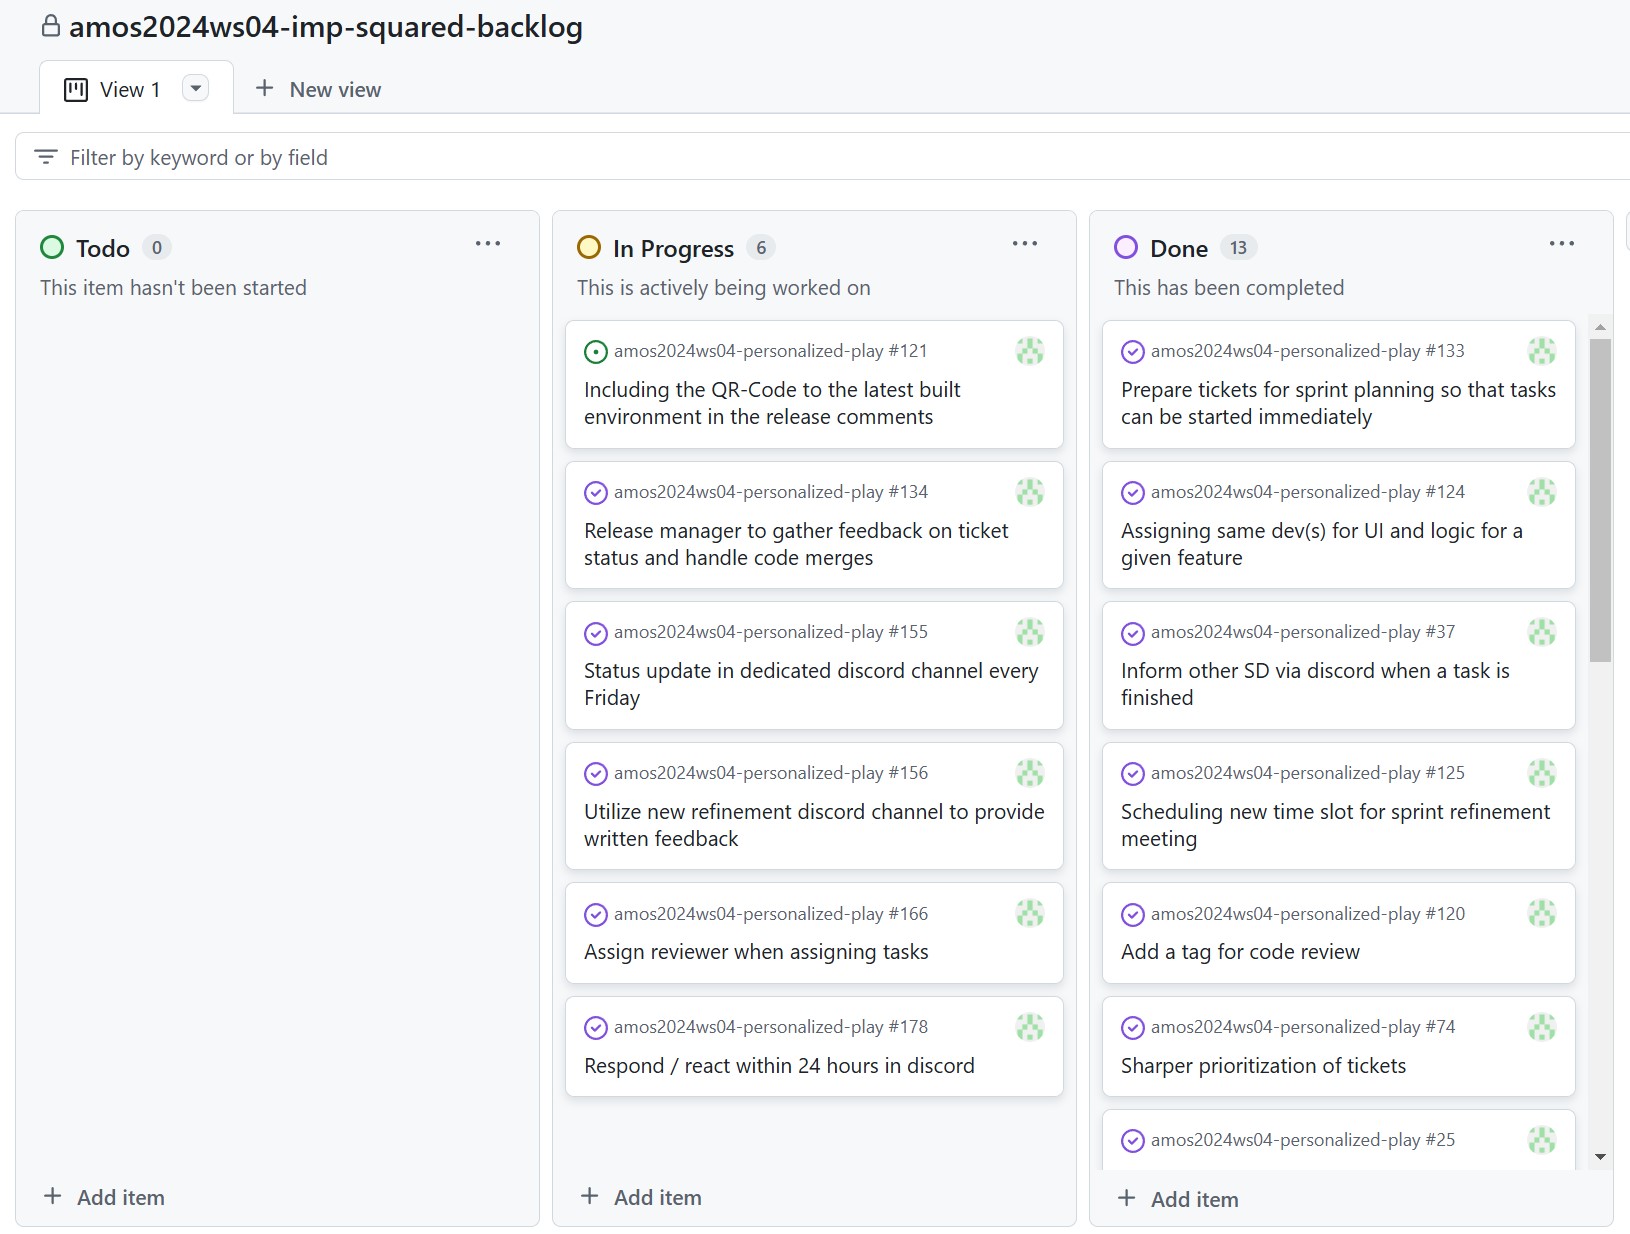 amos2024ws04-imp-squared-backlog
View 1
New view
Filter by keyword or by field
Todo 0
This item hasn't been started
Add item
In Progress 6
This is actively being worked on
amos2024ws04-personalized-play #121
Including the QR-Code to the latest built
environment in the release comments
amos2024ws04-personalized-play #134
Release manager to gather feedback on ticket
status and handle code merges
amos2024ws04-personalized-play #155
Status update in dedicated discord channel every
Friday
amos2024ws04-personalized-play #156
Utilize new refinement discord channel to provide
written feedback
amos2024ws04-personalized-play #166
Assign reviewer when assigning tasks
amos2024ws04-personalized-play #178
Respond / react within 24 hours in discord
Add item
Done 13
This has been completed
amos2024ws04-personalized-play #133
Prepare tickets for sprint planning so that tasks
can be started immediately
amos2024ws04-personalized-play #124
Assigning same dev(s) for UI and logic for a
given feature
amos2024ws04-personalized-play #37
Inform other SD via discord when a task is
finished
amos2024ws04-personalized-play #125
Scheduling new time slot for sprint refinement
meeting
amos2024ws04-personalized-play #120
Add a tag for code review
amos2024ws04-personalized-play #74
Sharper prioritization of tickets
amos2024ws04-personalized-play #25
Add item